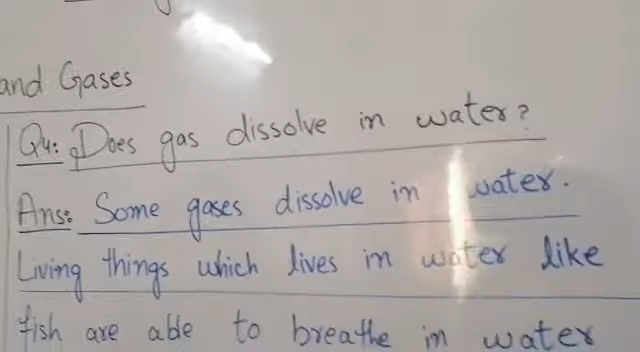 and Gases
Q4: Does gas dissolve in water?
Ans: Some gases dissolve in water.
Living things which lives in water like
fish are able to breathe in water